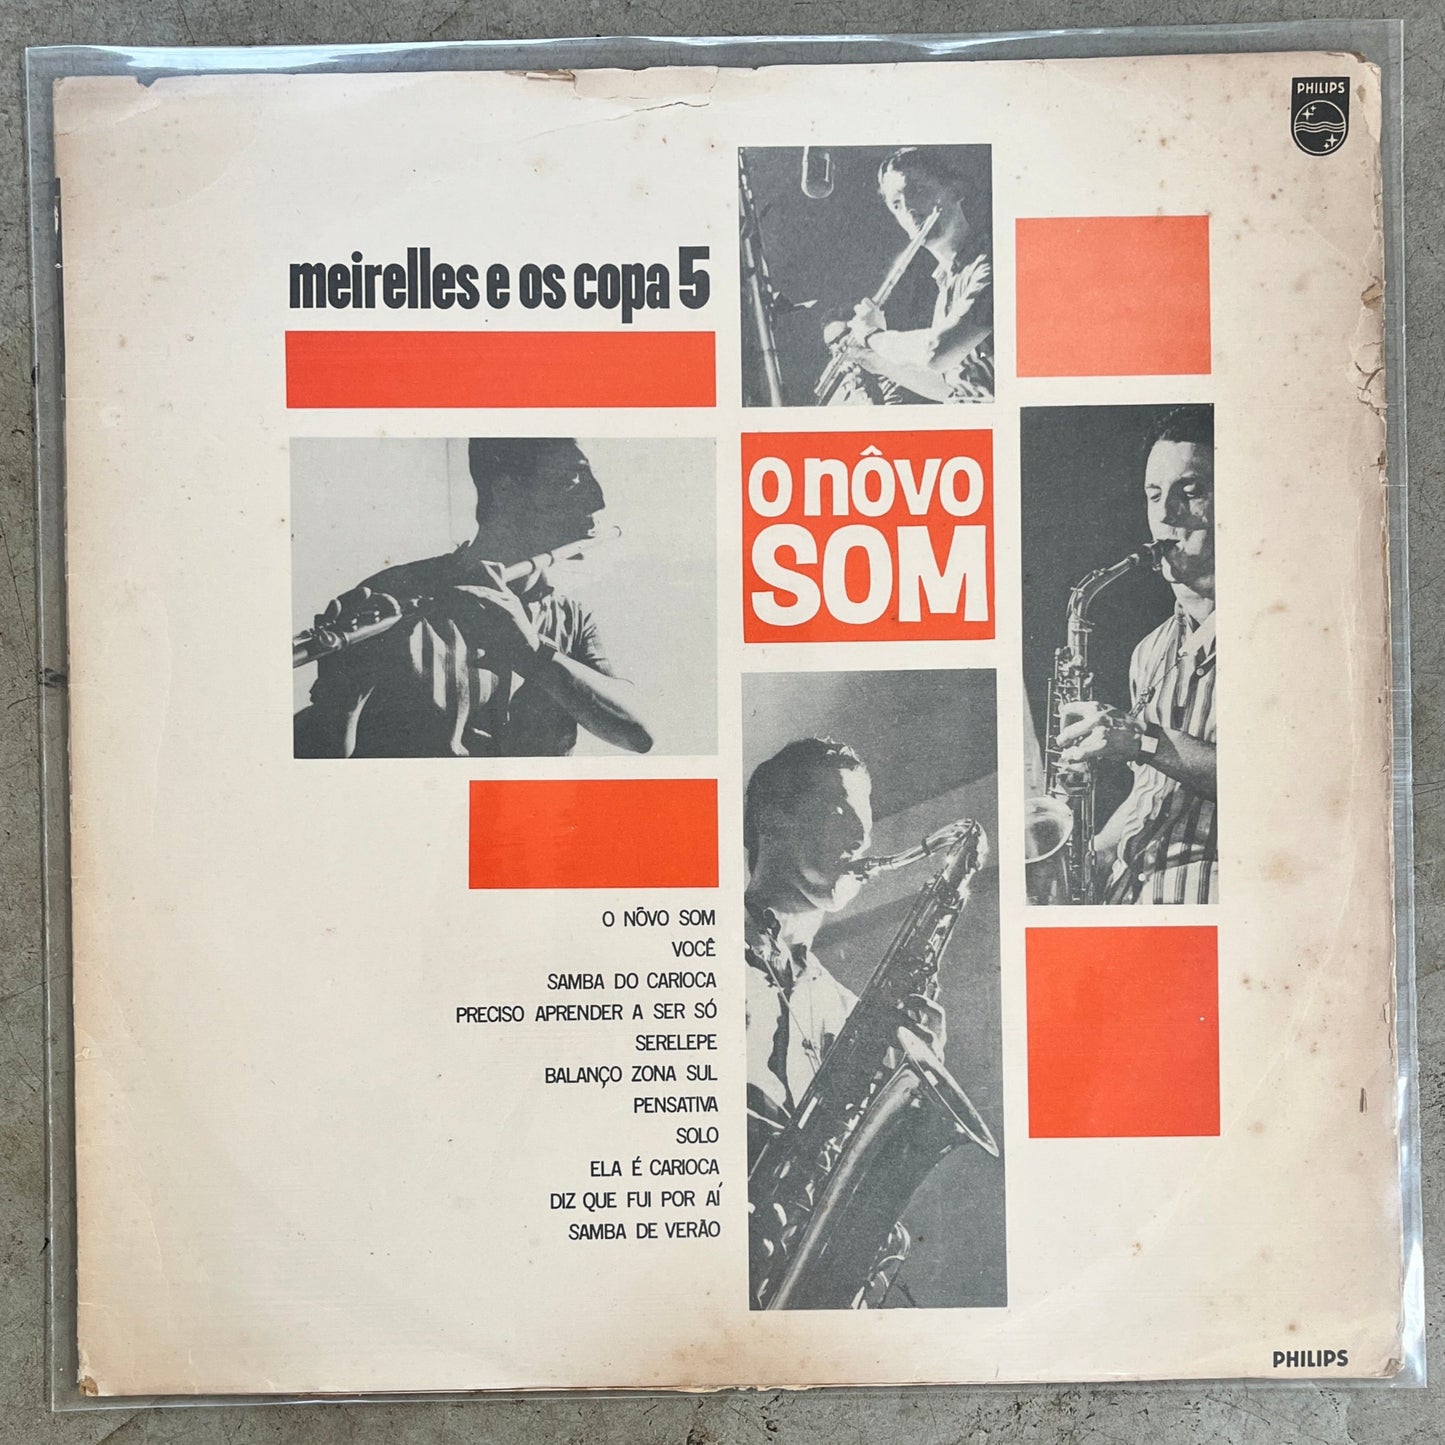 PHILIPS
meirelles e os copa 5
o nôvo
SOM
O NÔVO SOM
VOCÊ
SAMBA DO CARIOCA
PRECISO APRENDER A SER SÓ
SERELEPE
BALANÇO ZONA SUL
PENSATIVA
SOLO
ELA É CARIOCA
DIZ QUE FUI POR AÍ
SAMBA DE VERÃO
PHILIPS